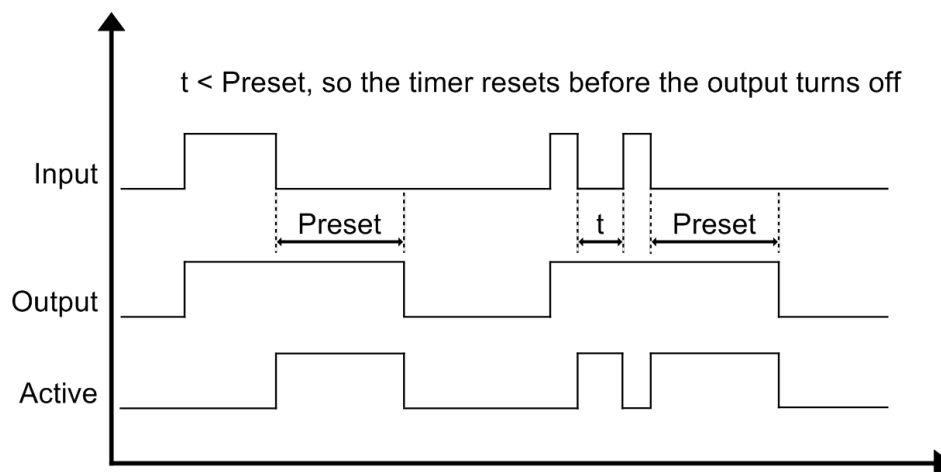 t < Preset, so the timer resets before the output turns off
Input
Preset
t
Preset
Output
Active